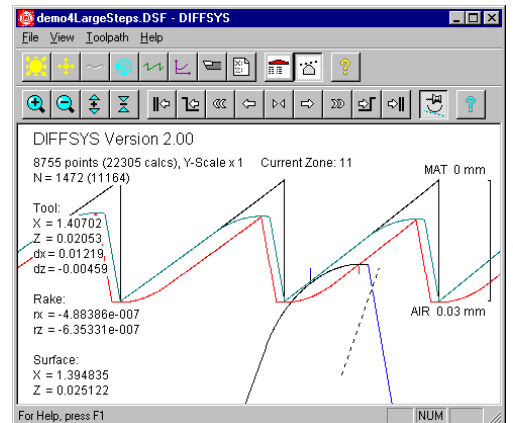 demo4LargeSteps.DSF - DIFFSYS
File View Toolpath Help
DIFFSYS Version 2.00
8755 points (22305 calcs), Y-Scale x 1 Current Zone: 11
N = 1472 (11164)
MAT 0 mm
Tool:
X = 1.40702
Z = 0.02053
dx = 0.01219
dz = -0.00459
Rake:
rx = -4.88386e-007
rz = -6.35331e-007
AIR 0.03 mm
Surface:
X = 1.394835
Z = 0.025122
For Help, press F1
NUM